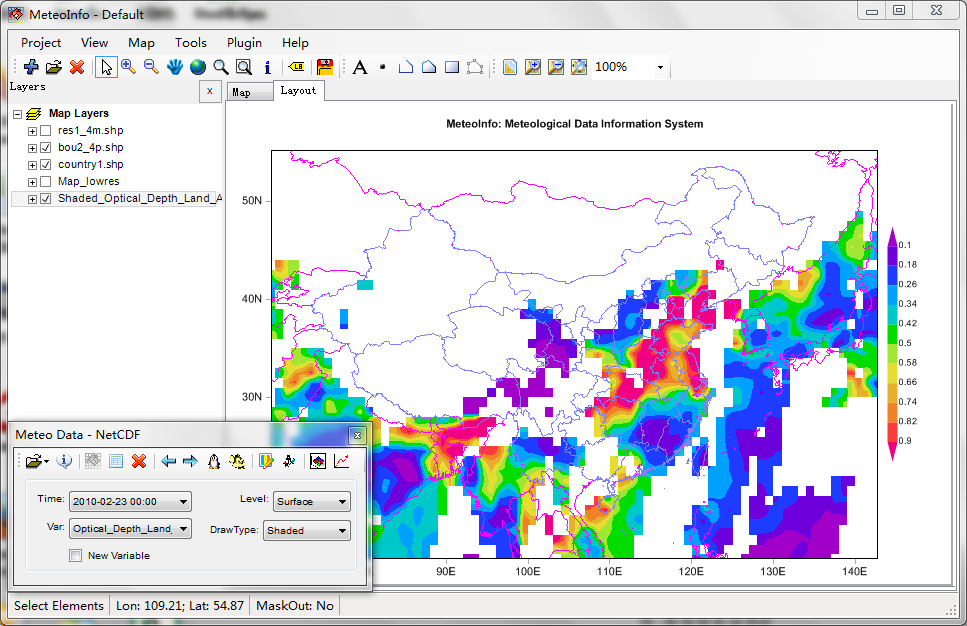 MeteoInfo - Default
Project View Map Tools Plugin Help
LB
A
100%
Layers
x
Map Layout
Map Layers
res1_4m.shp
bou2_4p.shp
country1.shp
Map_lowres
Shaded_Optical_Depth_Land_A
MeteoInfo: Meteological Data Information System
50N
40N
30N
90E 100E 110E 120E 130E 140E
0.1
0.18
0.26
0.34
0.42
0.5
0.58
0.66
0.74
0.82
0.9
Meteo Data - NetCDF
Time: 2010-02-23 00:00 Level: Surface
Var: Optical_Depth_Land_ DrawType: Shaded
New Variable
Select Elements Lon: 109.21; Lat: 54.87 MaskOut: No